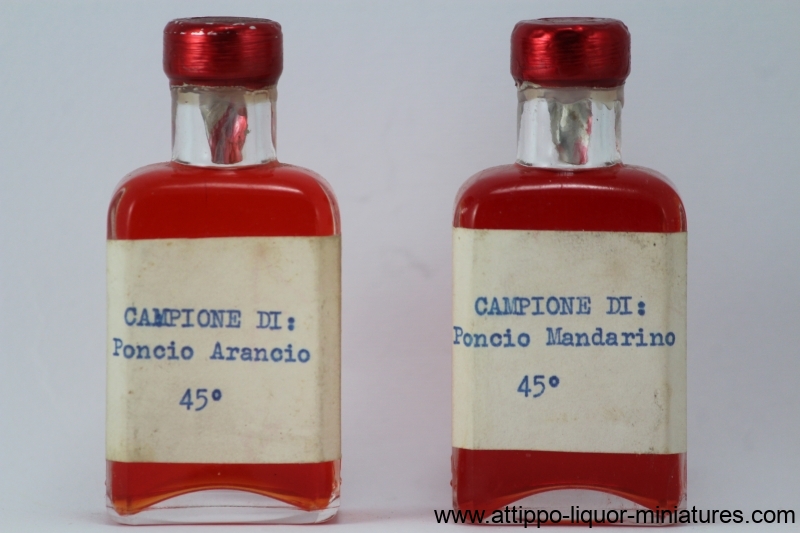 CAMPIONE DI:
Poncio Arancio
45°
CAMPIONE DI:
Poncio Mandarino
45°
www.attippo-liquor-miniatures.com